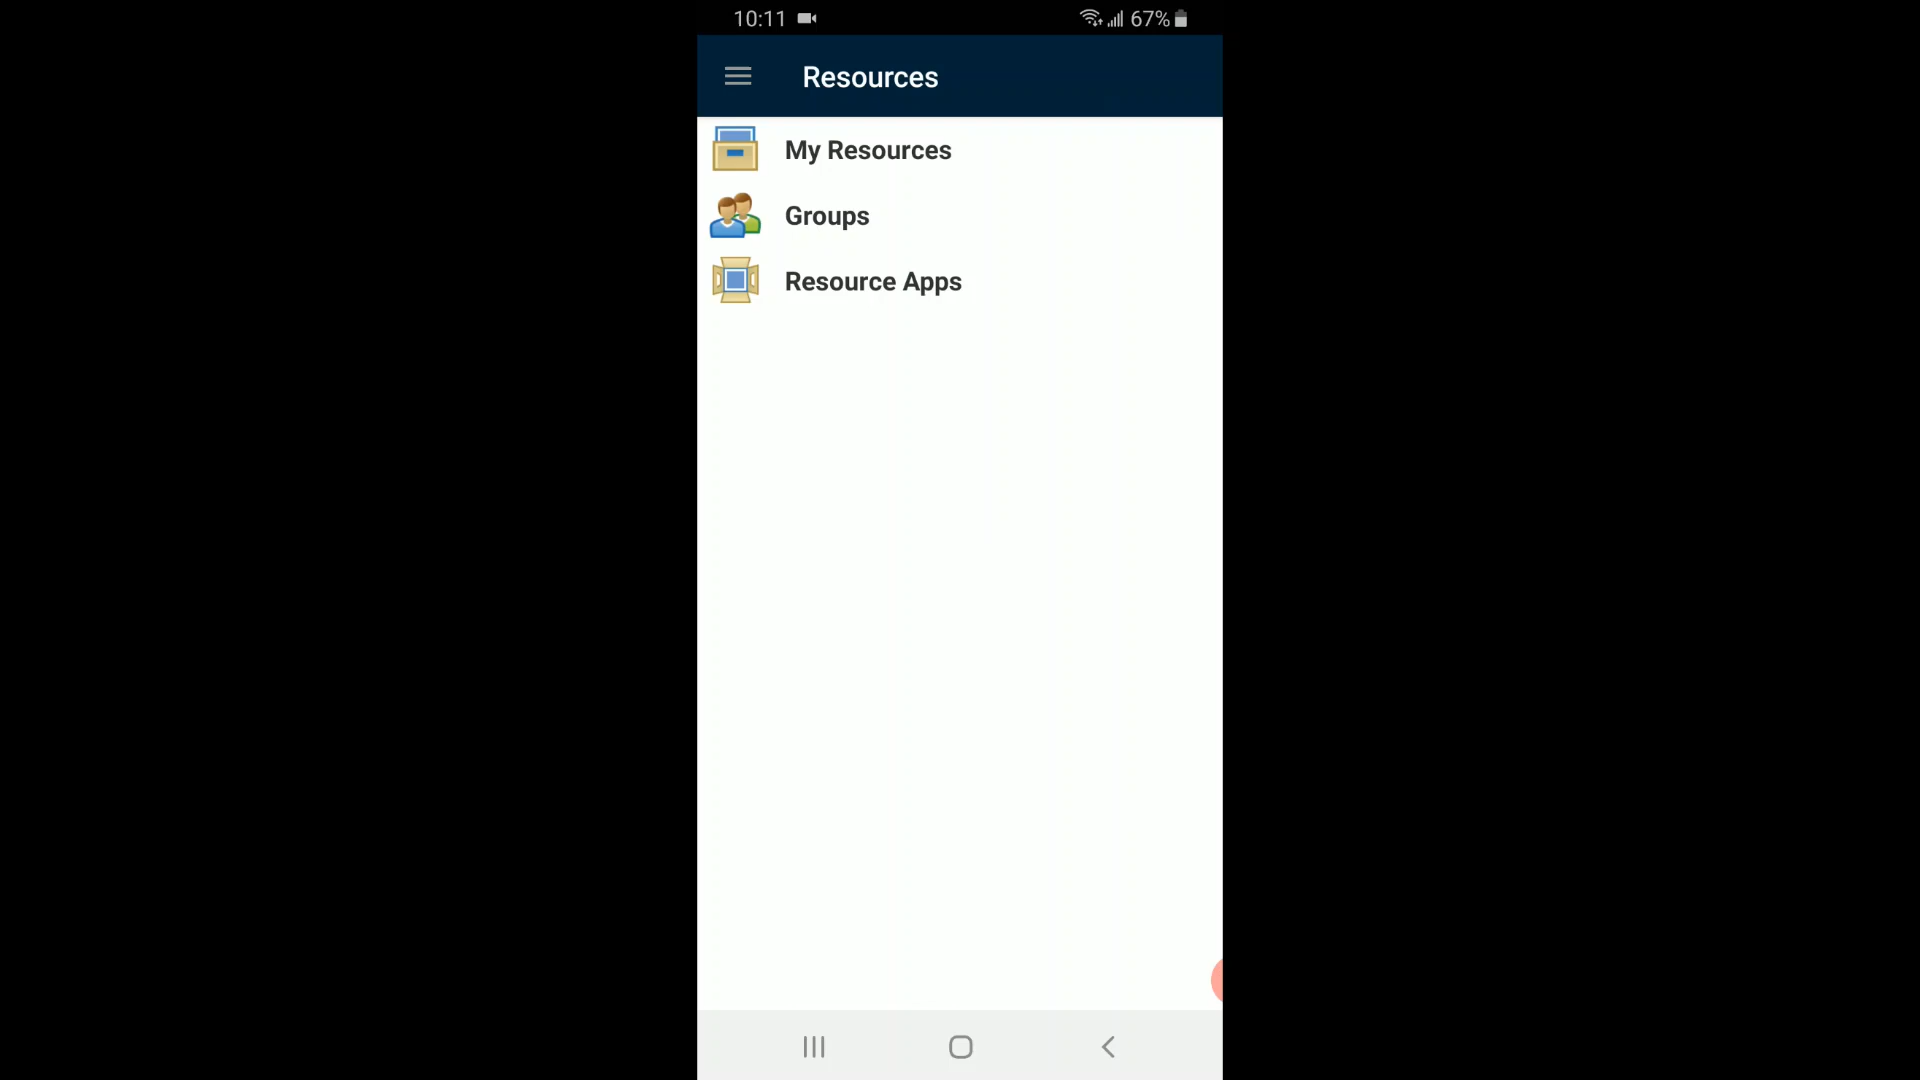 10:11 67%
Resources
My Resources
Groups
Resource Apps